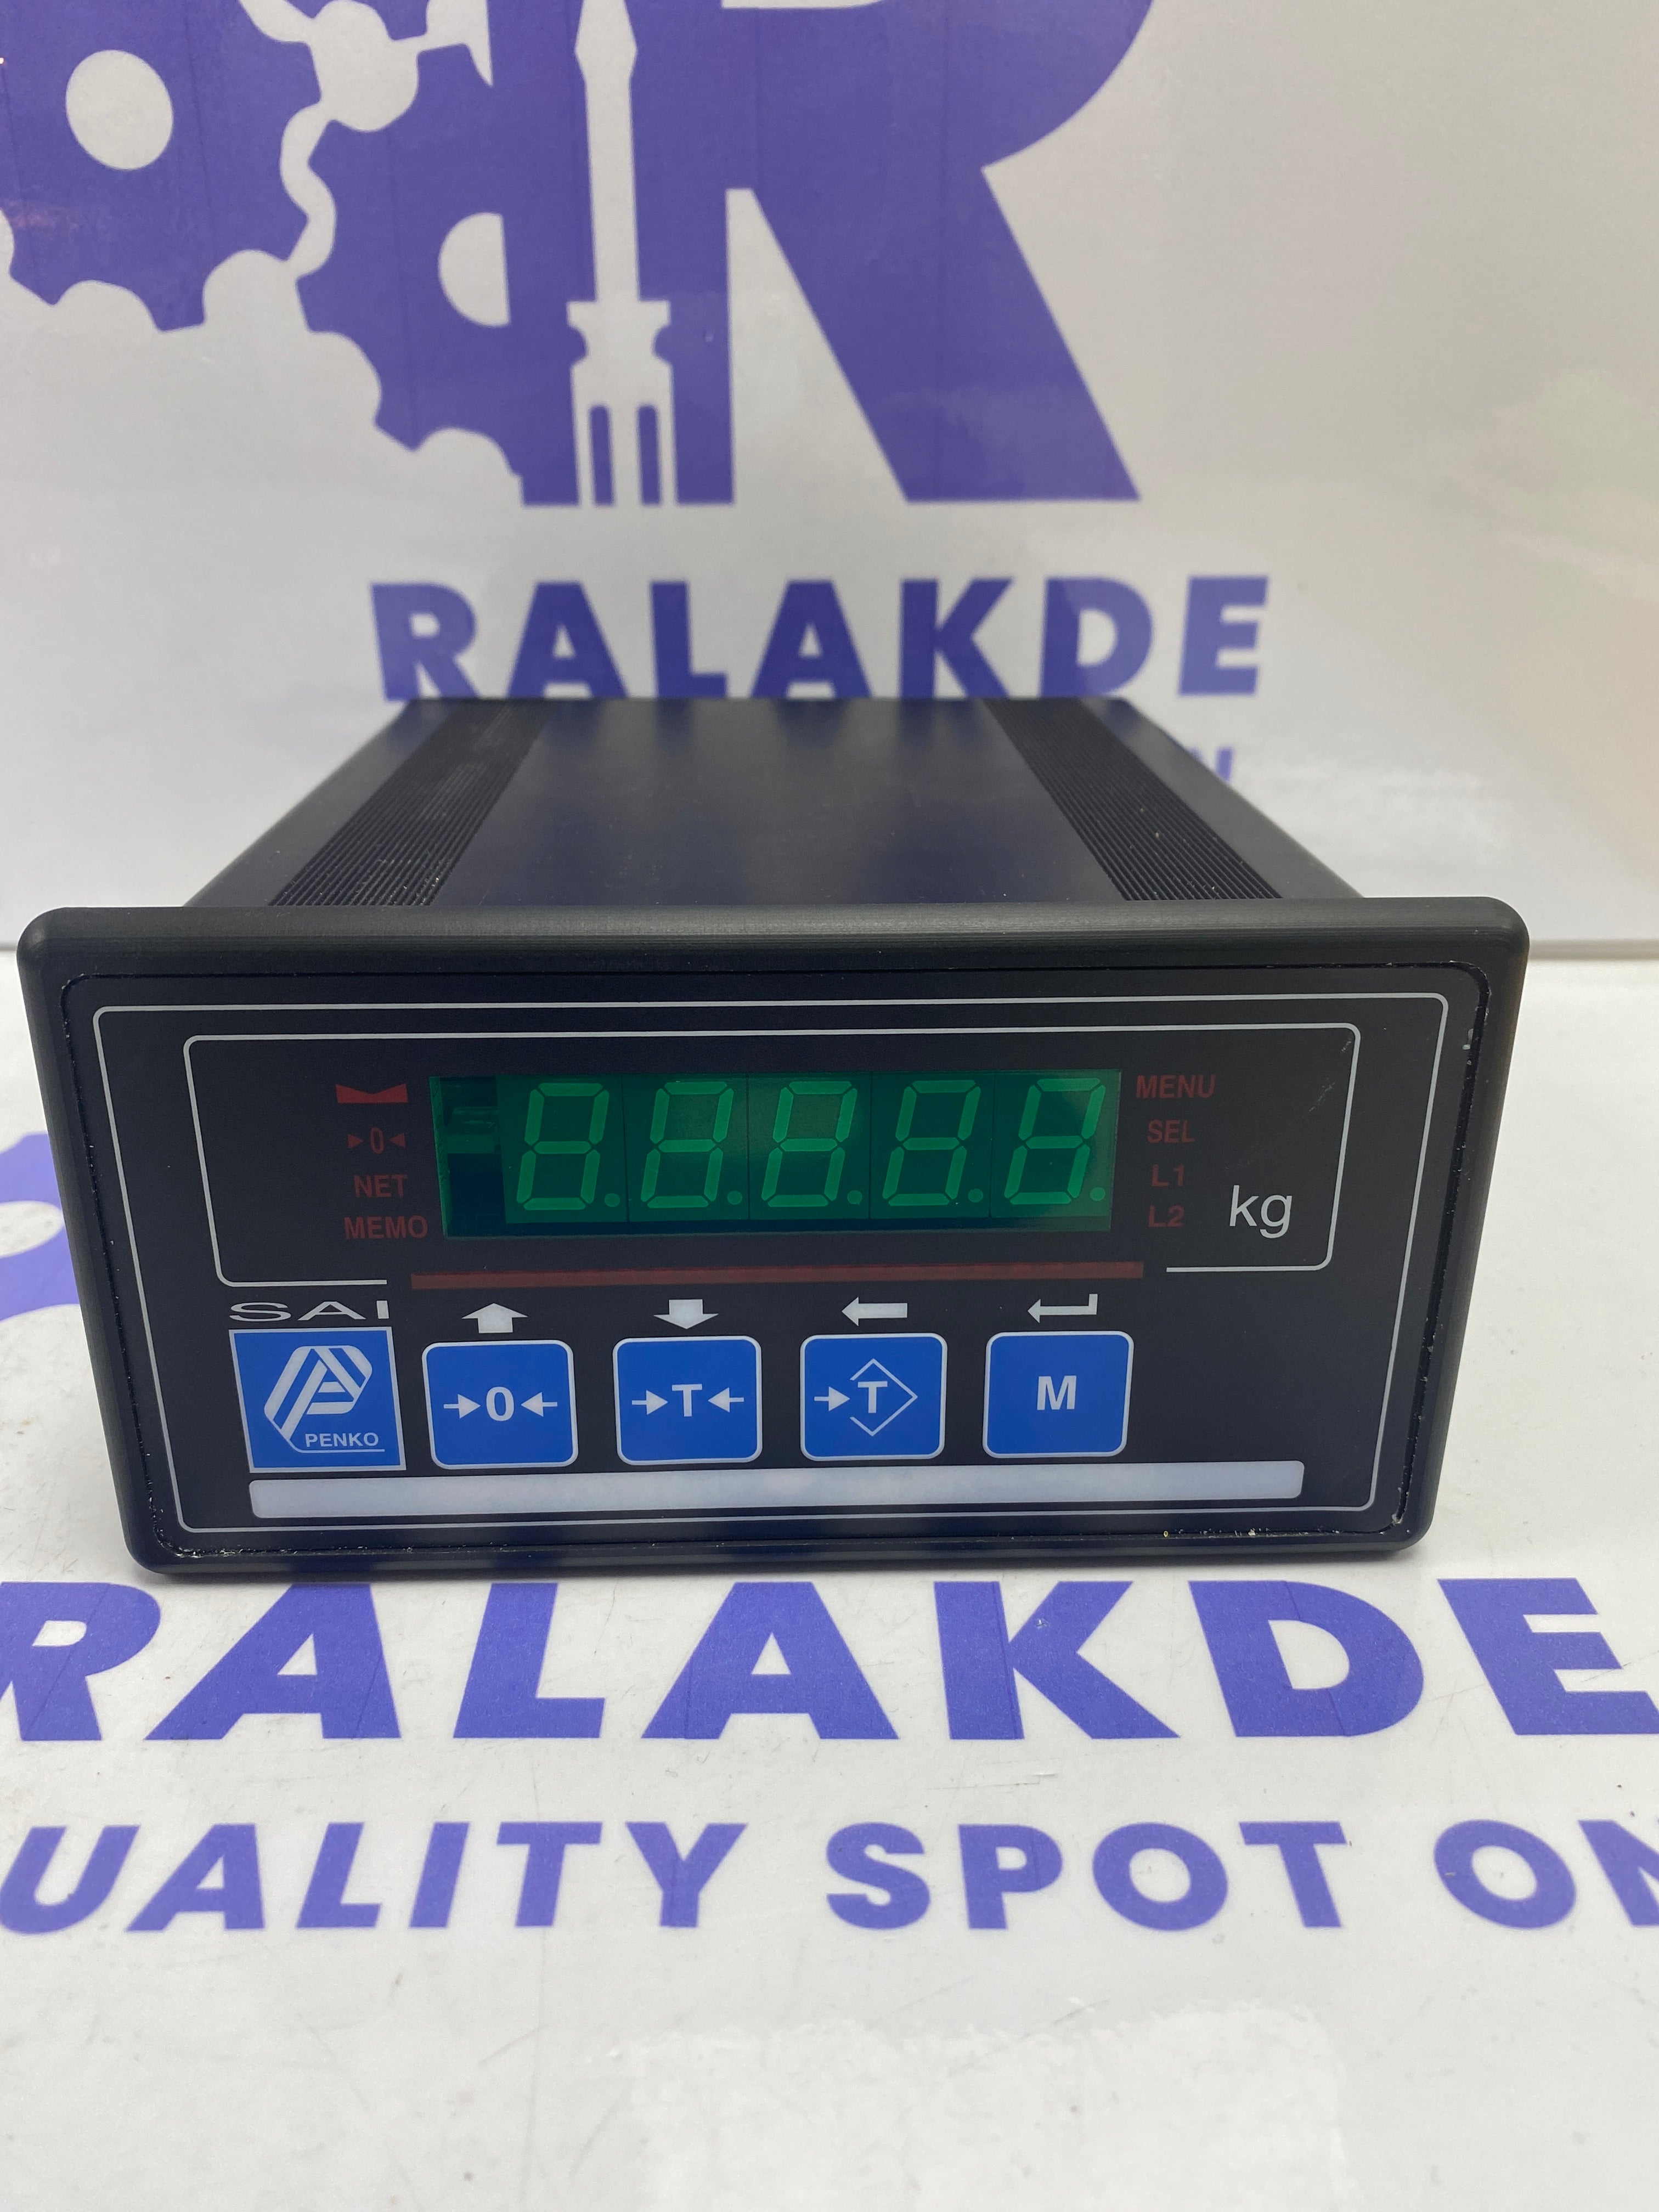 RALAKDE
N
MENU
→0← SEL
NET L1
MEMO L2 kg
SAI
→0← →T← →T M
PENKO
RALAKDE
UALITY SPOT ON